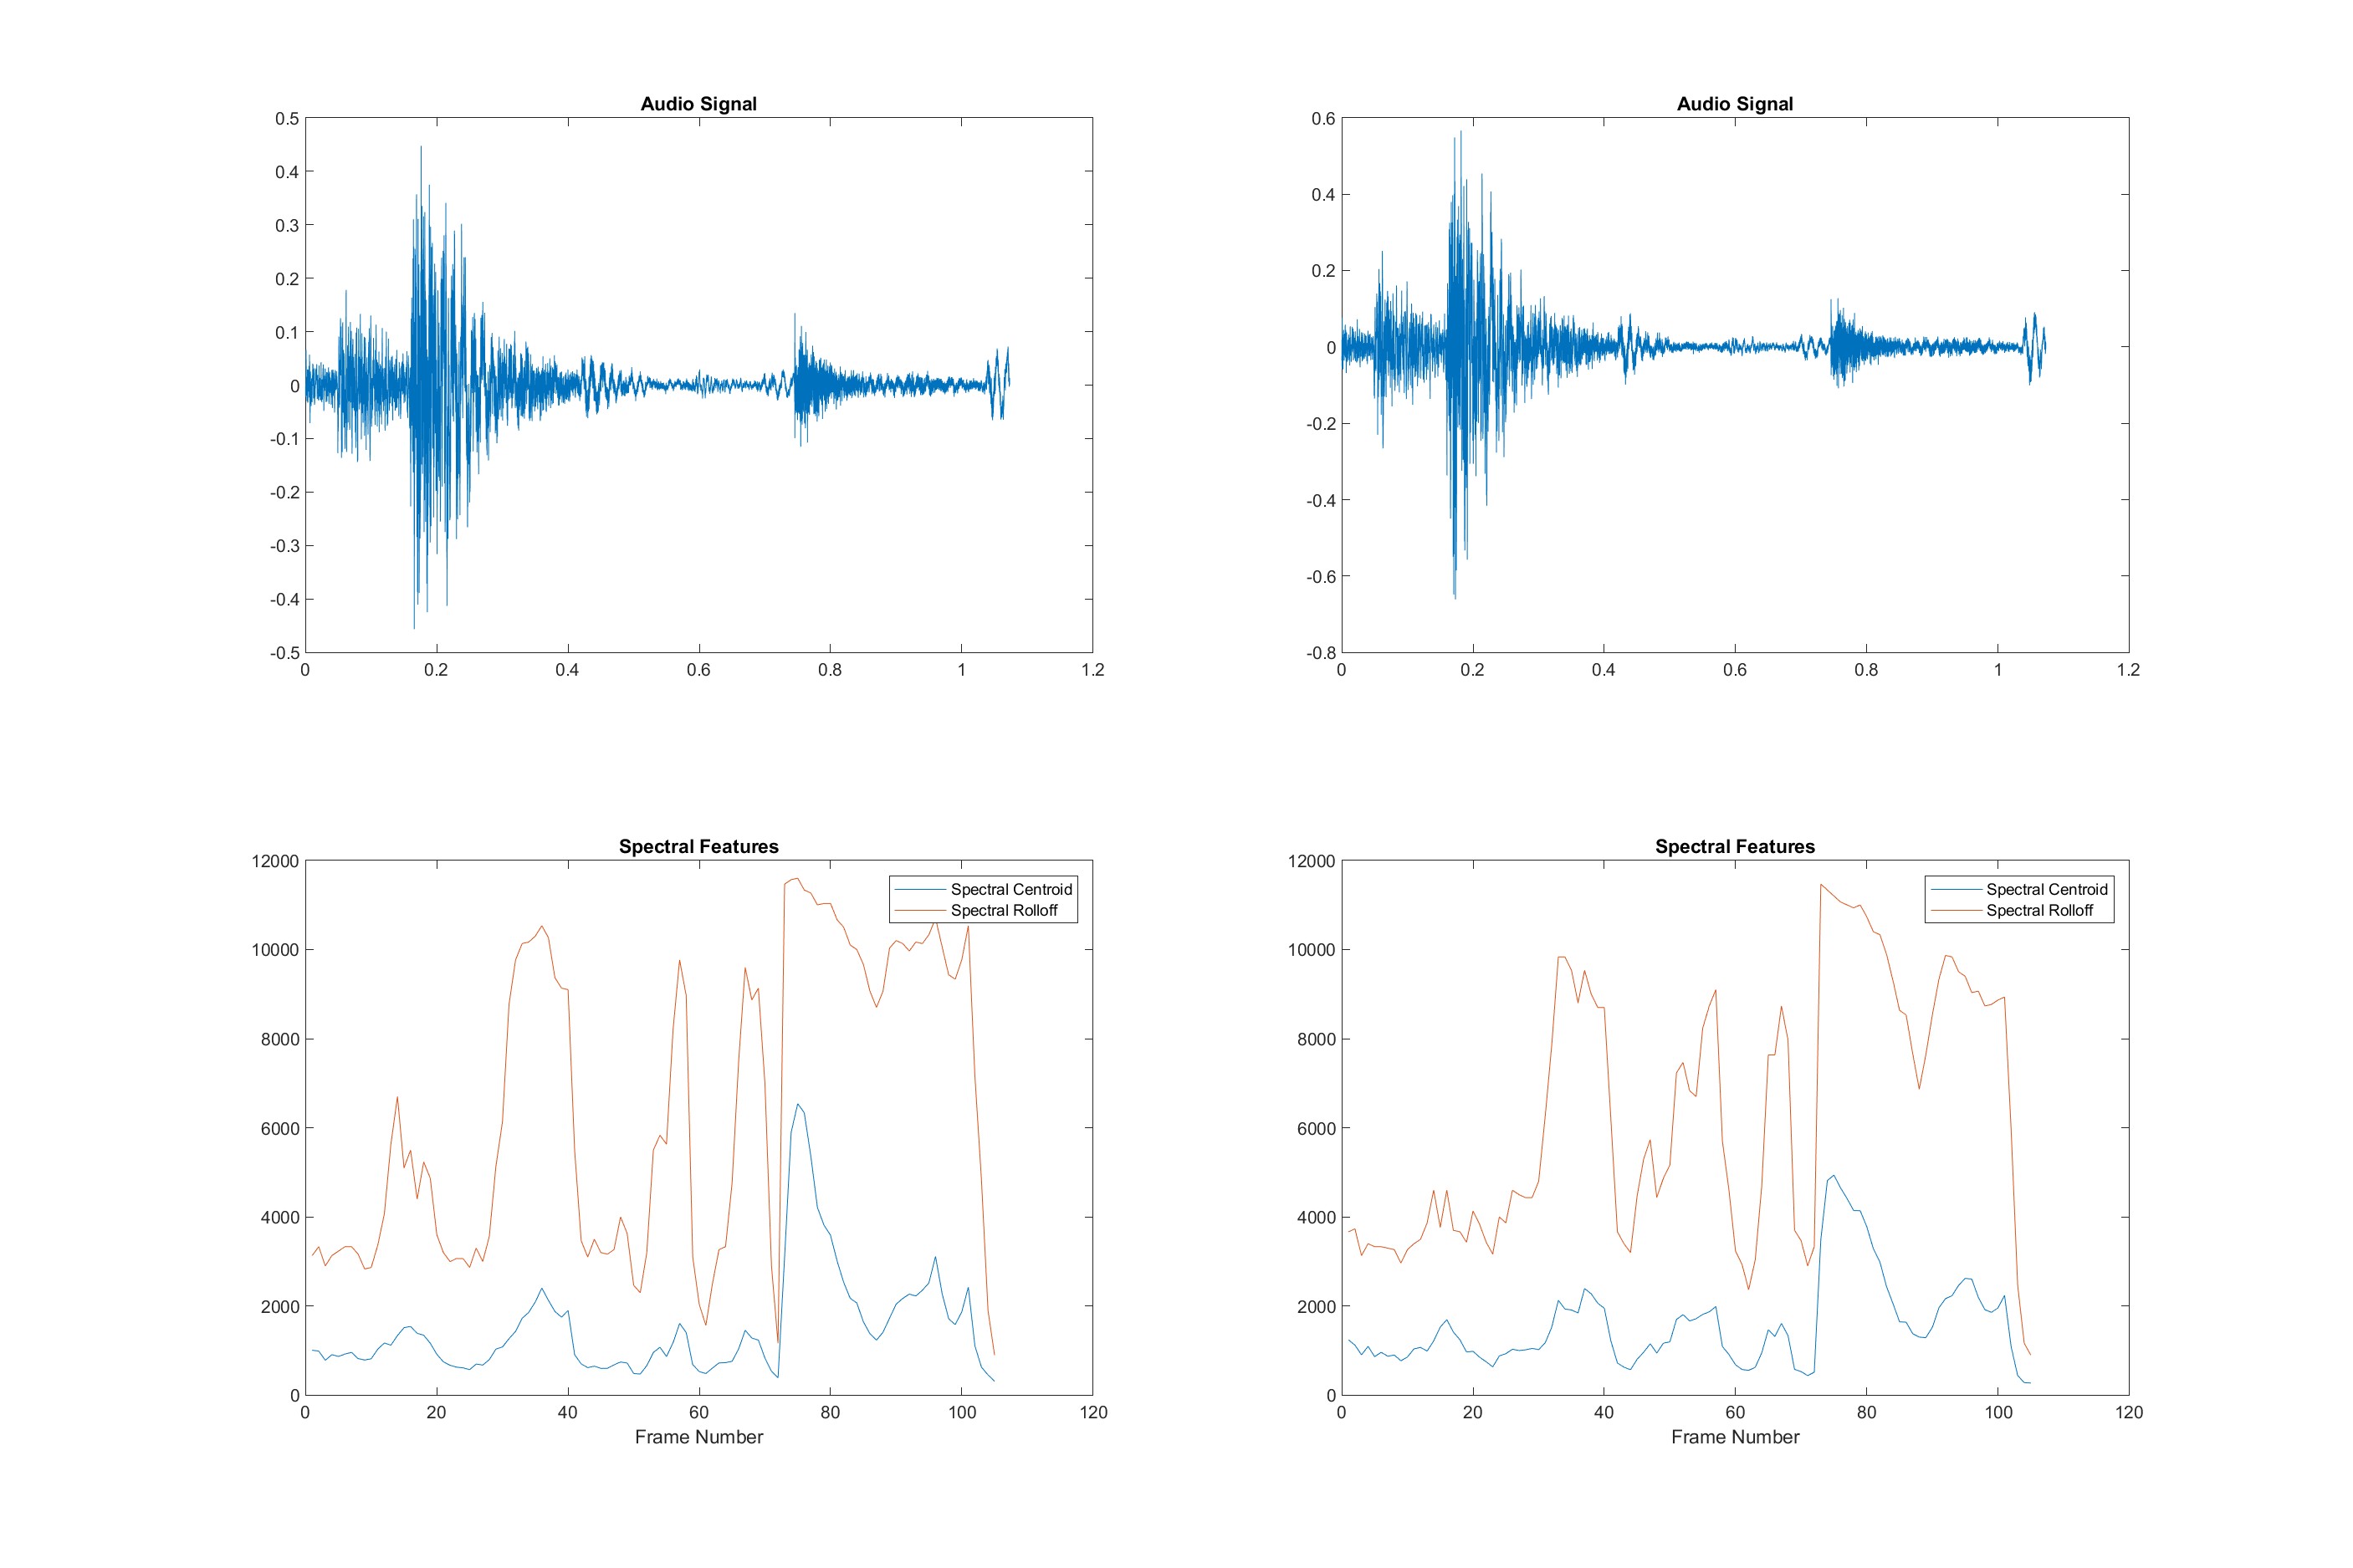 Audio Signal
0.5
0.4
0.3
0.2
0.1
0
-0.1
-0.2
-0.3
-0.4
-0.5
0 0.2 0.4 0.6 0.8 1 1.2
Audio Signal
0.6
0.4
0.2
0
-0.2
-0.4
-0.6
-0.8
0 0.2 0.4 0.6 0.8 1 1.2
Spectral Features
12000
10000
8000
6000
4000
2000
0
Spectral Centroid
Spectral Rolloff
0 20 40 60 80 100 120
Frame Number
Spectral Features
12000
10000
8000
6000
4000
2000
0
Spectral Centroid
Spectral Rolloff
0 20 40 60 80 100 120
Frame Number